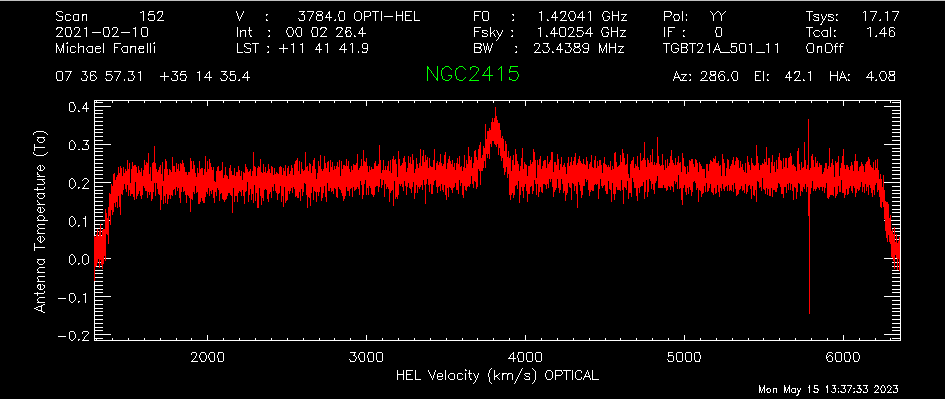 Scan 152 V : 3784.0 OPTI-HEL F0 : 1.42041 GHz Pol: YY Tsys: 17.17
2021-02-10 Int : 00 02 26.4 Fsky : 1.40254 GHz IF : 0 Tcal: 1.46
Michael Fanelli LST : +11 41 41.9 BW : 23.4389 MHz TGBT21A_501_11 OnOff
07 36 57.31 +35 14 35.4 NGC2415 Az: 286.0 El: 42.1 HA: 4.08
0.4
0.3
0.2
0.1
0.0
-0.1
-0.2
Antenna Temperature (Ta)
2000 3000 4000 5000 6000
HEL Velocity (km/s) OPTICAL
Mon May 15 13:37:33 2023